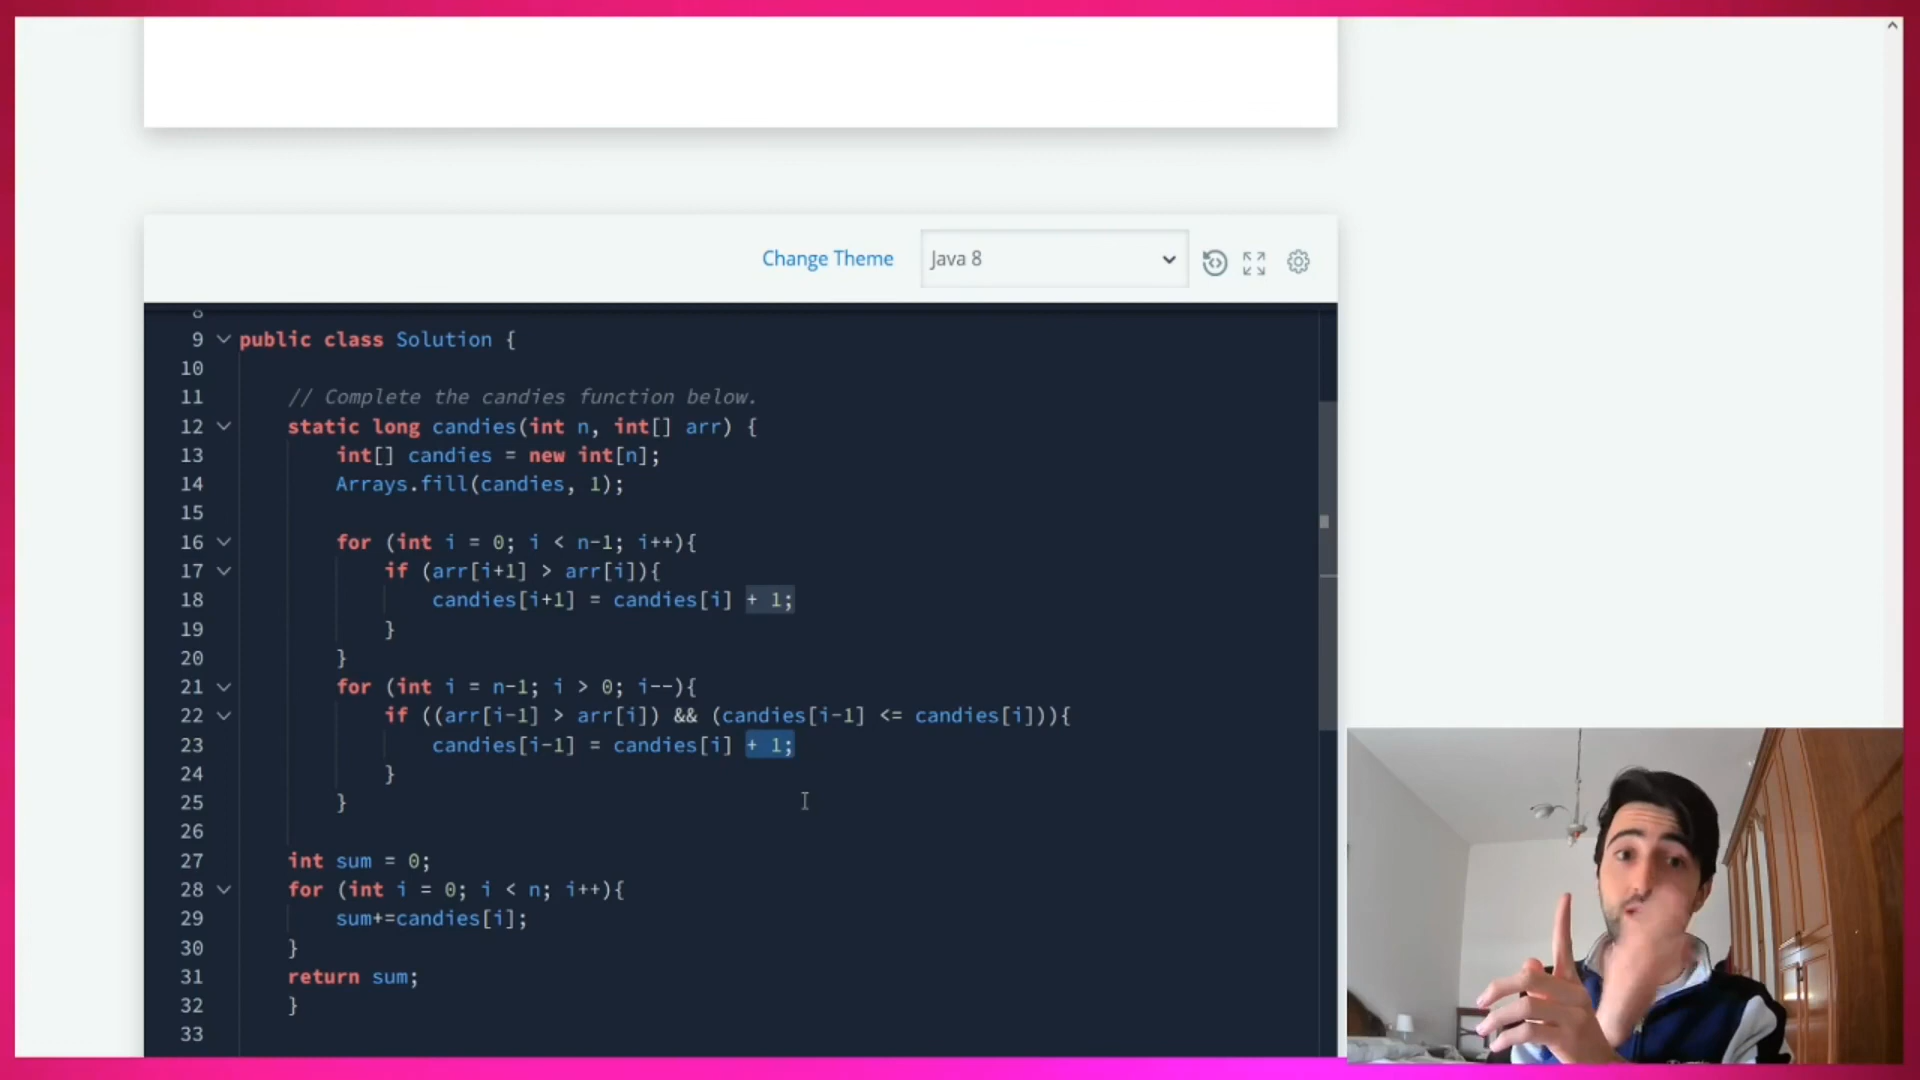 Change Theme
Java 8
8
9 public class Solution {
10
11 // Complete the candies function below.
12 static long candies(int n, int[] arr) {
13 int[] candies = new int[n];
14 Arrays.fill(candies, 1);
15
16 for (int i = 0; i < n-1; i++){
17 if (arr[i+1] > arr[i]){
18 candies[i+1] = candies[i] + 1;
19 }
20 }
21 for (int i = n-1; i > 0; i--){
22 if ((arr[i-1] > arr[i]) && (candies[i-1] <= candies[i])){
23 candies[i-1] = candies[i] + 1;
24 }
25 }
26
27 int sum = 0;
28 for (int i = 0; i < n; i++){
29 sum+=candies[i];
30 }
31 return sum;
32 }
33